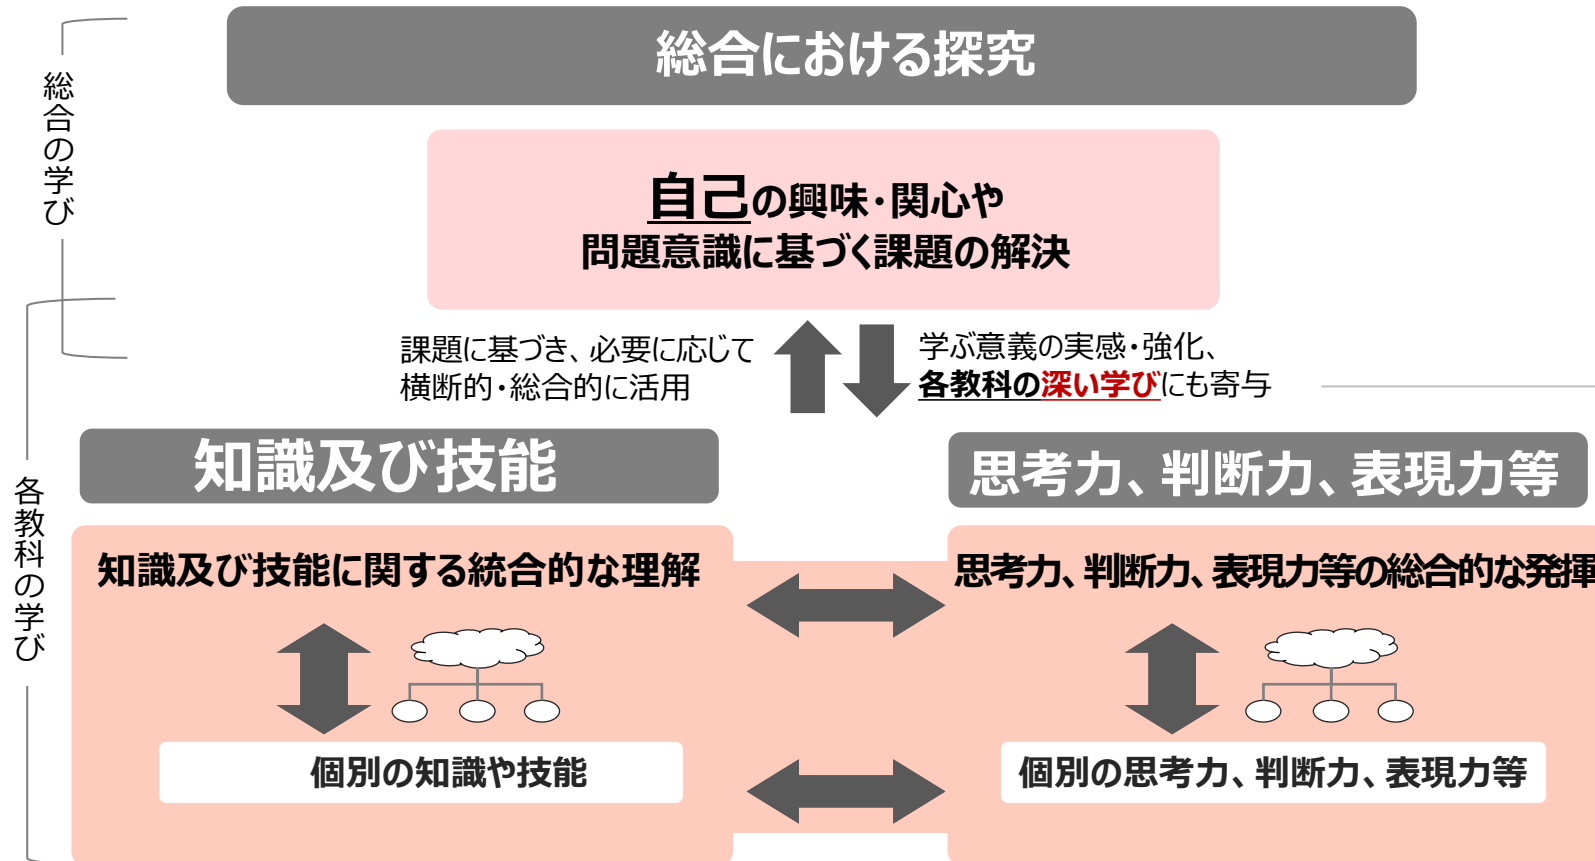 総合における探究
総合の学び
自己の興味・関心や
問題意識に基づく課題の解決
課題に基づき、必要に応じて
横断的・総合的に活用
学ぶ意義の実感・強化、
各教科の深い学びにも寄与
各教科の学び
知識及び技能
思考力、判断力、表現力等
知識及び技能に関する統合的な理解
思考力、判断力、表現力等の総合的な発揮
個別の知識や技能
個別の思考力、判断力、表現力等